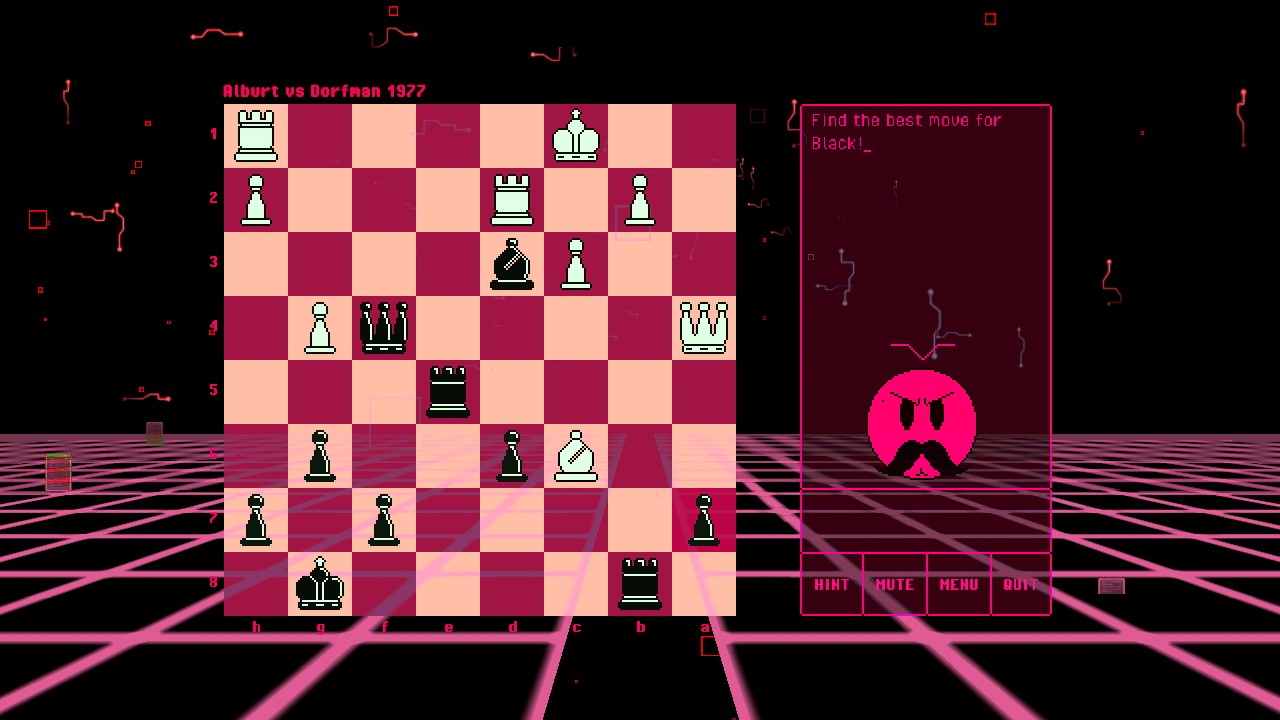 Alburt vs Dorfman 1977
Find the best move for
Black!_
1
2
3
4
5
6
7
8
h g f e d c b a
HINT MUTE MENU QUIT